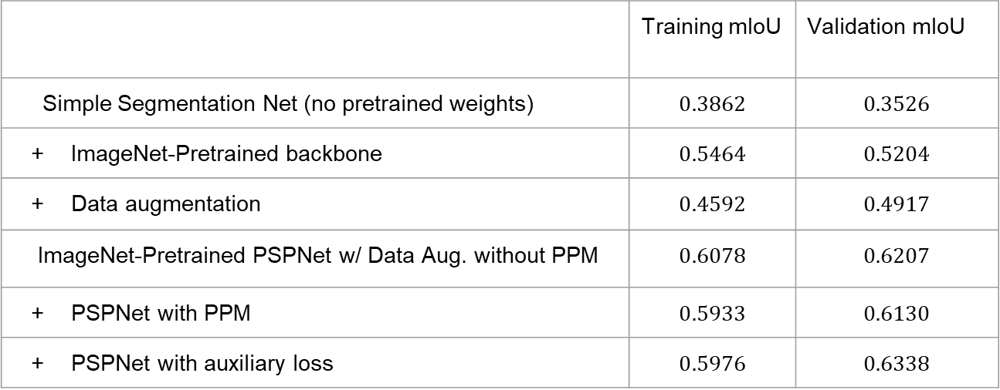 Training mIoU Validation mIoU
Simple Segmentation Net (no pretrained weights) 0.3862 0.3526
+ ImageNet-Pretrained backbone 0.5464 0.5204
+ Data augmentation 0.4592 0.4917
ImageNet-Pretrained PSPNet w/ Data Aug. without PPM 0.6078 0.6207
+ PSPNet with PPM 0.5933 0.6130
+ PSPNet with auxiliary loss 0.5976 0.6338